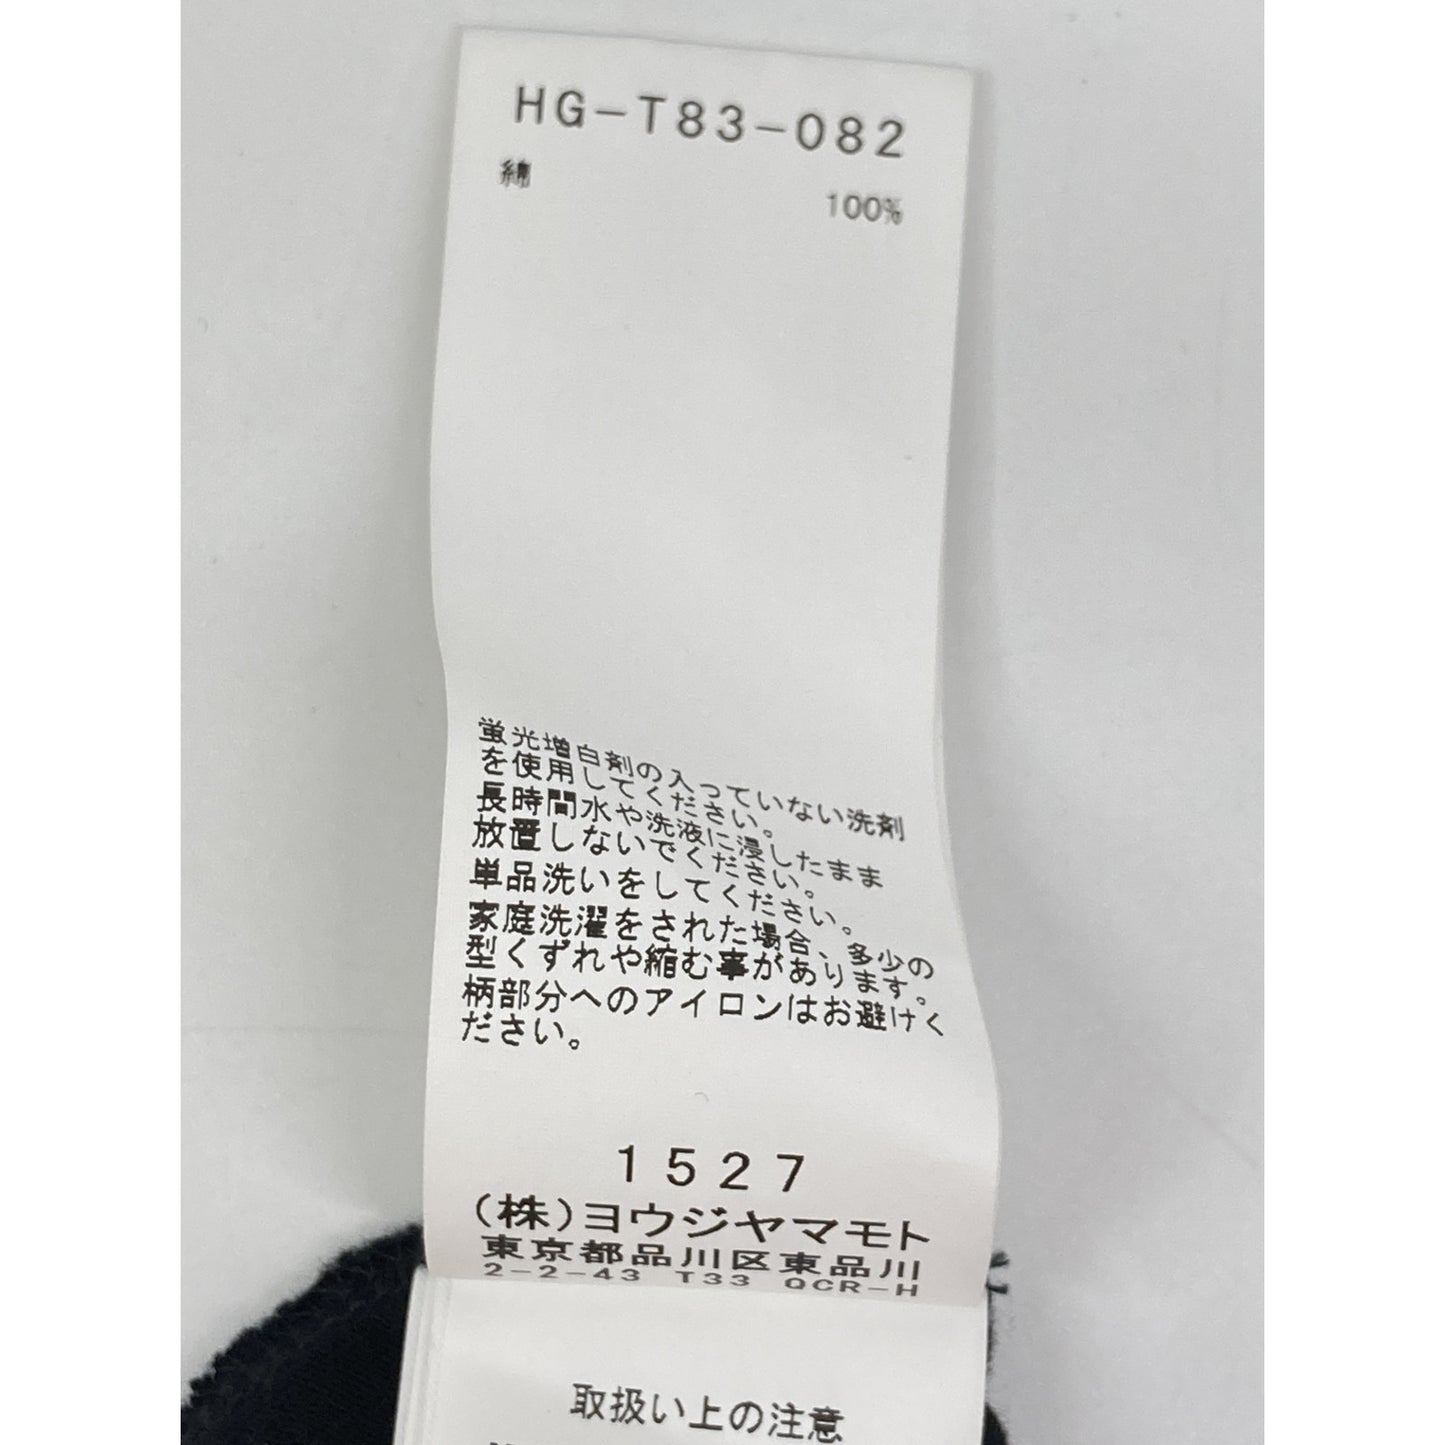 HG-T83-082
綿 100%
蛍光増白剤の入っていない洗剤
を使用してください。
長時間水や洗液に浸したまま
放置しないでください。
単品洗いをしてください。
家庭洗濯をされた場合、多少の
型くずれや縮む事があります。
柄部分へのアイロンはお避けく
ださい。
1527
(株)ヨウジヤマモト
東京都品川区東品川
2-2-43 T33 QCR-H
取扱い上の注意